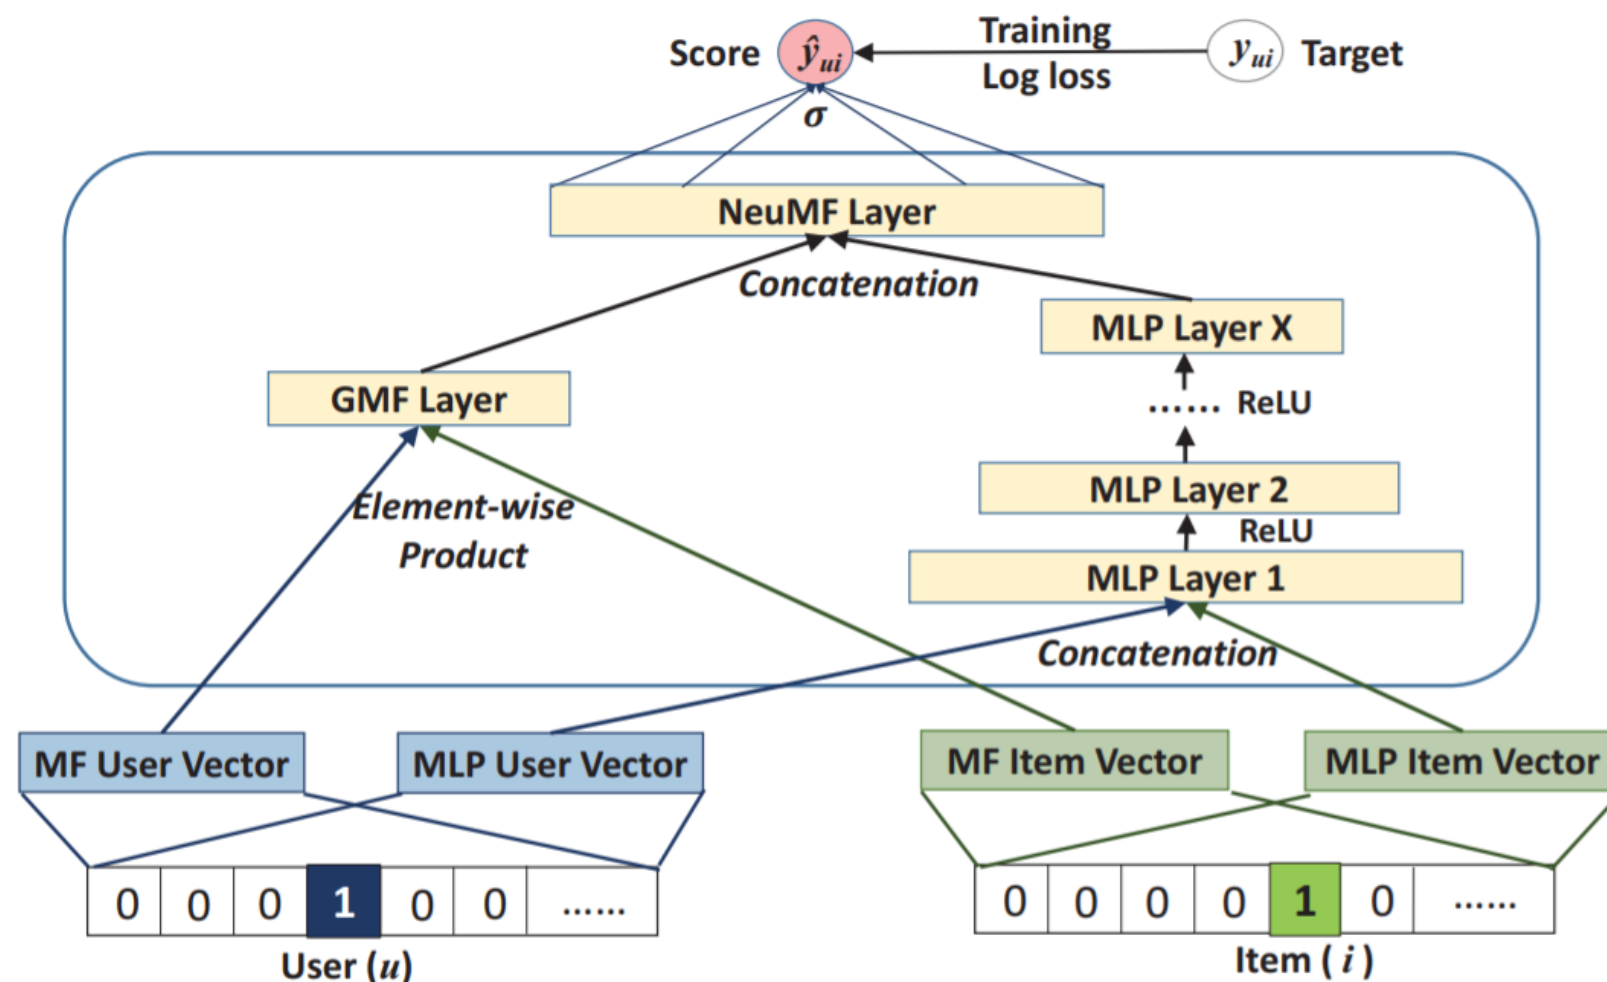 Score ŷui Training yui Target
Log loss
σ
NeuMF Layer
Concatenation
MLP Layer X
GMF Layer
...... ReLU
Element-wise
Product
MLP Layer 2
ReLU
MLP Layer 1
Concatenation
MF User Vector MLP User Vector MF Item Vector MLP Item Vector
0 0 0 1 0 0 ...... 0 0 0 0 1 0 ......
User (u) Item ( i )